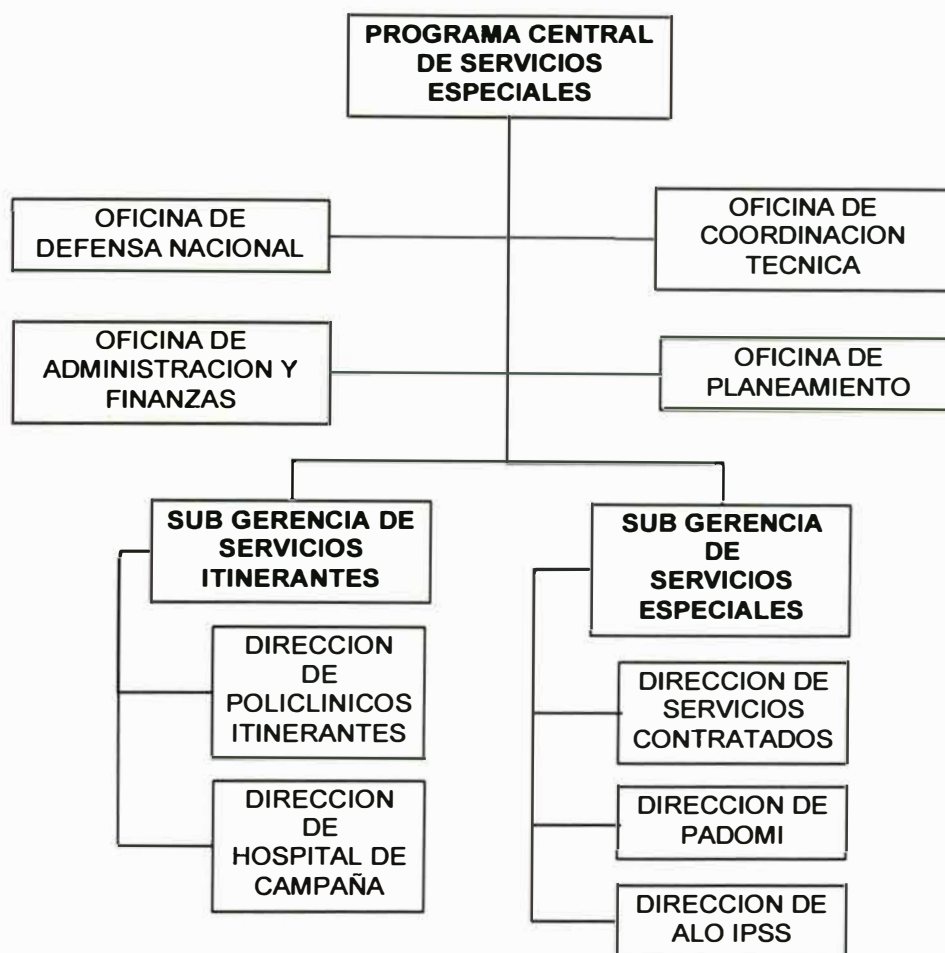 PROGRAMA CENTRAL
DE SERVICIOS
ESPECIALES
OFICINA DE
DEFENSA NACIONAL
OFICINA DE
COORDINACION
TECNICA
OFICINA DE
ADMINISTRACION Y
FINANZAS
OFICINA DE
PLANEAMIENTO
SUB GERENCIA DE
SERVICIOS
ITINERANTES
DIRECCION
DE
POLICLINICOS
ITINERANTES
DIRECCION
DE
HOSPITAL DE
CAMPAÑA
SUB GERENCIA
DE
SERVICIOS
ESPECIALES
DIRECCION DE
SERVICIOS
CONTRATADOS
DIRECCION DE
PADOMI
DIRECCION DE
ALO IPSS